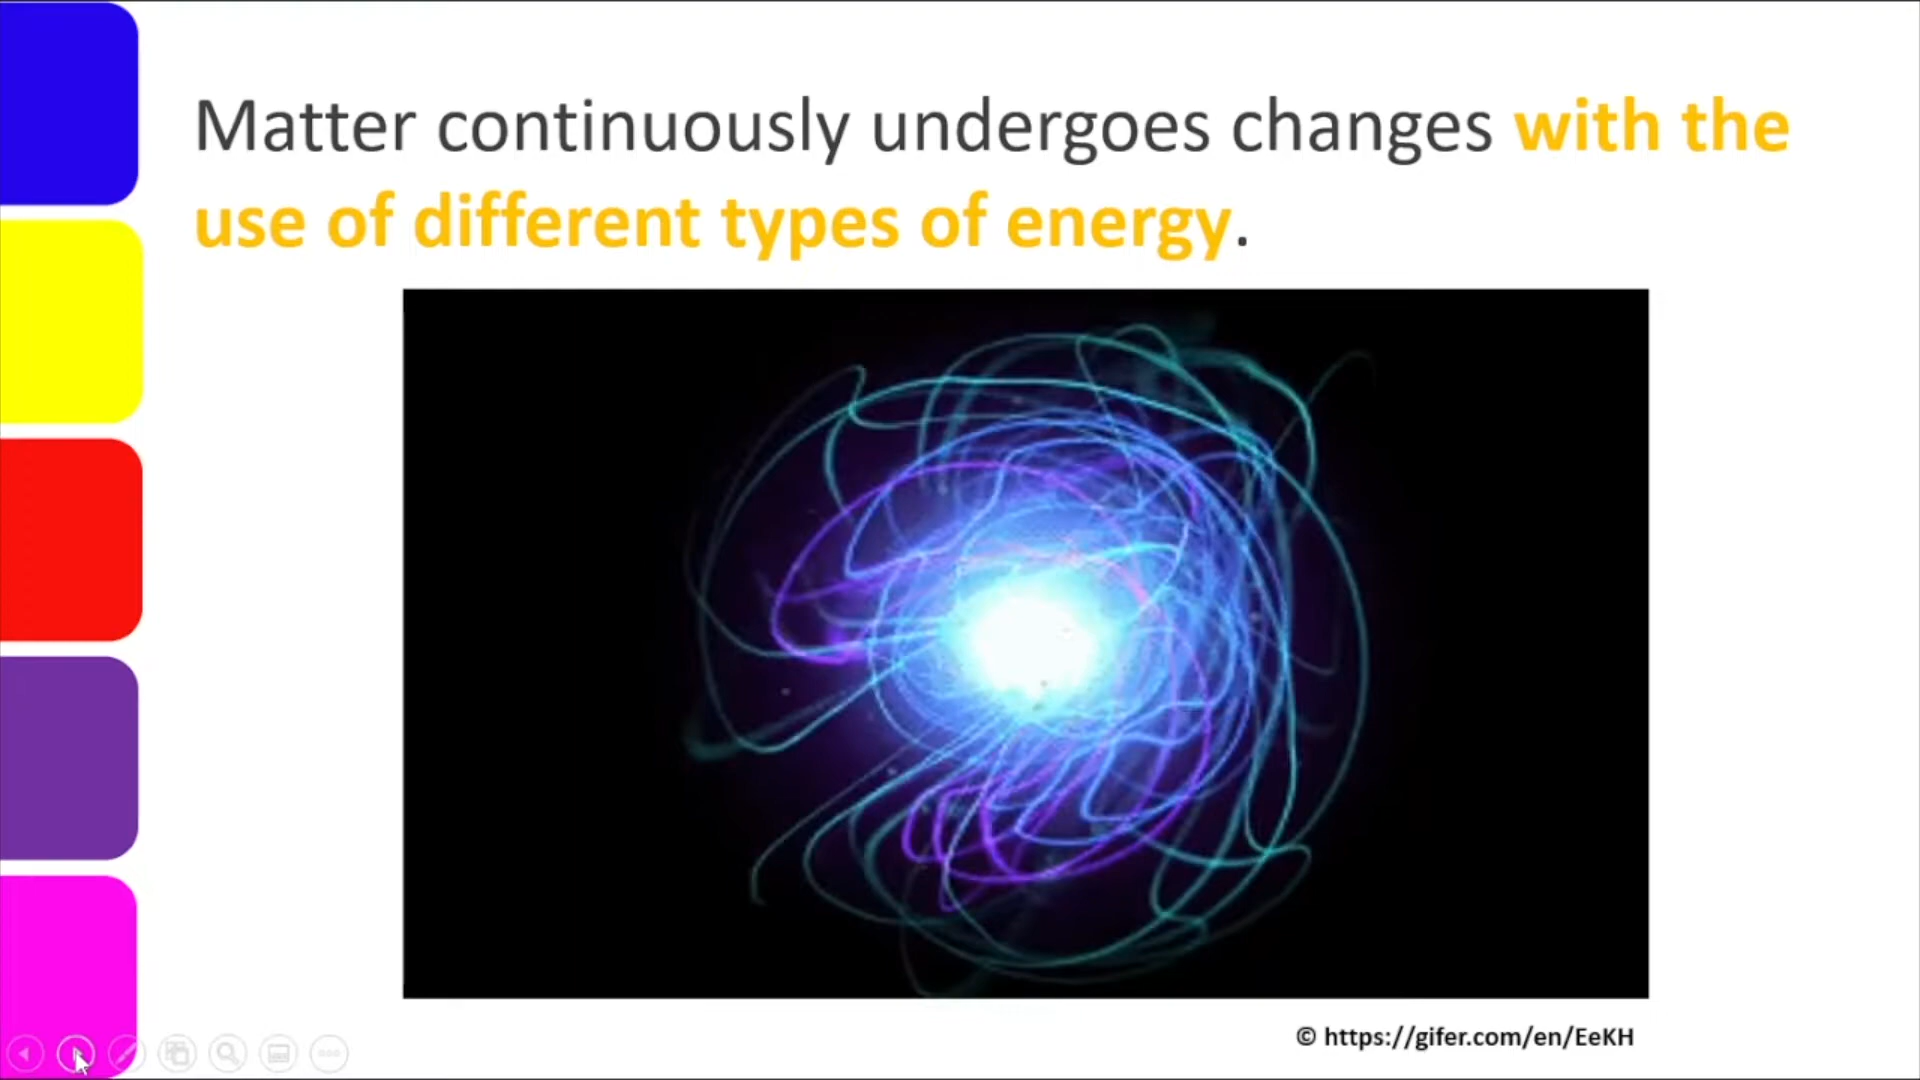 Matter continuously undergoes changes with the
use of different types of energy.
© https://gifer.com/en/EeKH